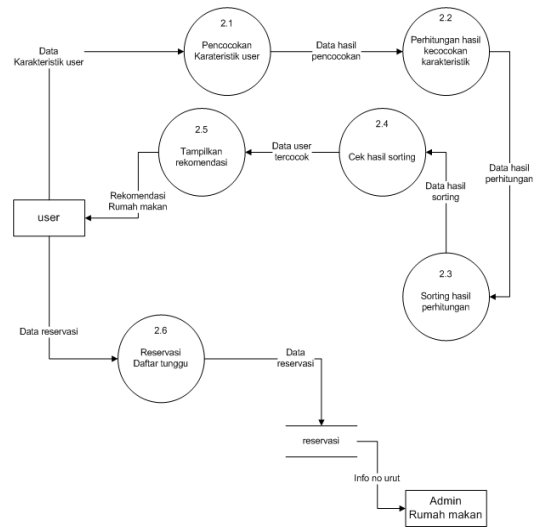 2.1
Pencocokan
Karateristik user
2.2
Perhitungan hasil
kecocokan
karakteristik
Data
Karakteristik user
Data hasil
pencocokan
2.5
Tampilkan
rekomendasi
2.4
Cek hasil sorting
Data user
tercocok
Data hasil
perhitungan
Data hasil
sorting
Rekomendasi
Rumah makan
user
2.3
Sorting hasil
perhitungan
Data reservasi
2.6
Reservasi
Daftar tunggu
Data
reservasi
reservasi
Info no urut
Admin
Rumah makan